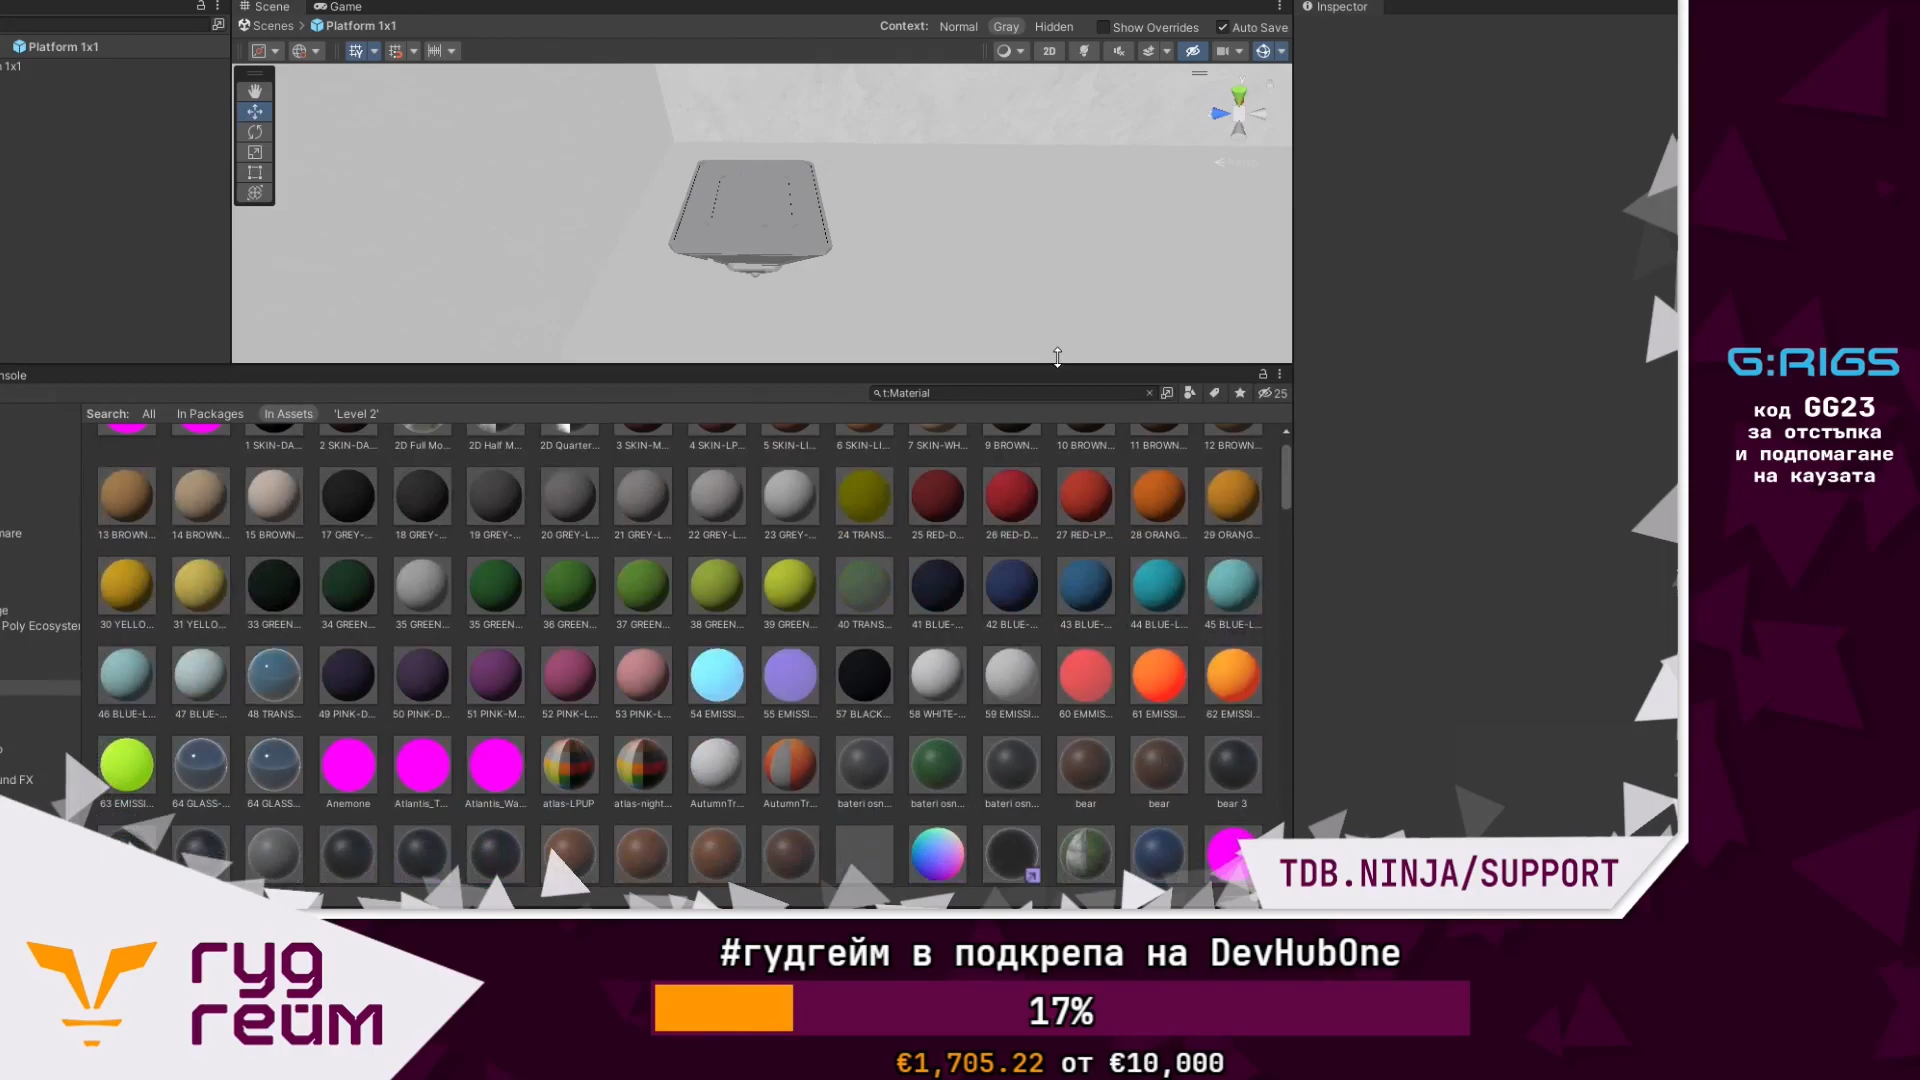 Scene
Game
Inspector
Scenes
Platform 1x1
Context:
Normal
Gray
Hidden
Show Overrides
Auto Save
Platform 1x1
1x1
2D
nsole
t:Material
25
Search:
All
In Packages
In Assets
'Level 2'
1 SKIN-DA...
2 SKIN-DA...
2D Full Mo...
2D Half M...
2D Quarter...
3 SKIN-M...
4 SKIN-LP...
5 SKIN-LI...
6 SKIN-LI...
7 SKIN-WH...
9 BROWN...
10 BROWN...
11 BROWN...
12 BROWN...
13 BROWN...
14 BROWN...
15 BROWN...
17 GREY-...
18 GREY-...
19 GREY-...
20 GREY-L...
21 GREY-L...
22 GREY-L...
23 GREY-...
24 TRANS...
25 RED-D...
26 RED-D...
27 RED-LP...
28 ORANG...
29 ORANG...
mare
30 YELLO...
31 YELLO...
33 GREEN...
34 GREEN...
35 GREEN...
35 GREEN...
36 GREEN...
37 GREEN...
38 GREEN...
39 GREEN...
40 TRANS...
41 BLUE-...
42 BLUE-...
43 BLUE-...
44 BLUE-L...
45 BLUE-L...
ge
Poly Ecosyster
46 BLUE-L...
47 BLUE-...
48 TRANS...
49 PINK-D...
50 PINK-D...
51 PINK-M...
52 PINK-L...
53 PINK-L...
54 EMISSI...
55 EMISSI...
57 BLACK...
58 WHITE-...
59 EMISSI...
60 EMMIS...
61 EMISSI...
62 EMISSI...
und FX
63 EMISSI...
64 GLASS-...
64 GLASS...
Anemone
Atlantis_T...
Atlantis_Wa...
atlas-LPUP
atlas-night...
AutumnTr...
AutumnTr...
bateri osn...
bateri osn...
bateri osn...
bear
bear
bear 3
G:RIGS
код GG23
за отстъпка
и подпомагане
на каузата
TDB.NINJA/SUPPORT
гуд
гейм
#гудгейм в подкрепа на DevHubOne
17%
€1,705.22 от €10,000